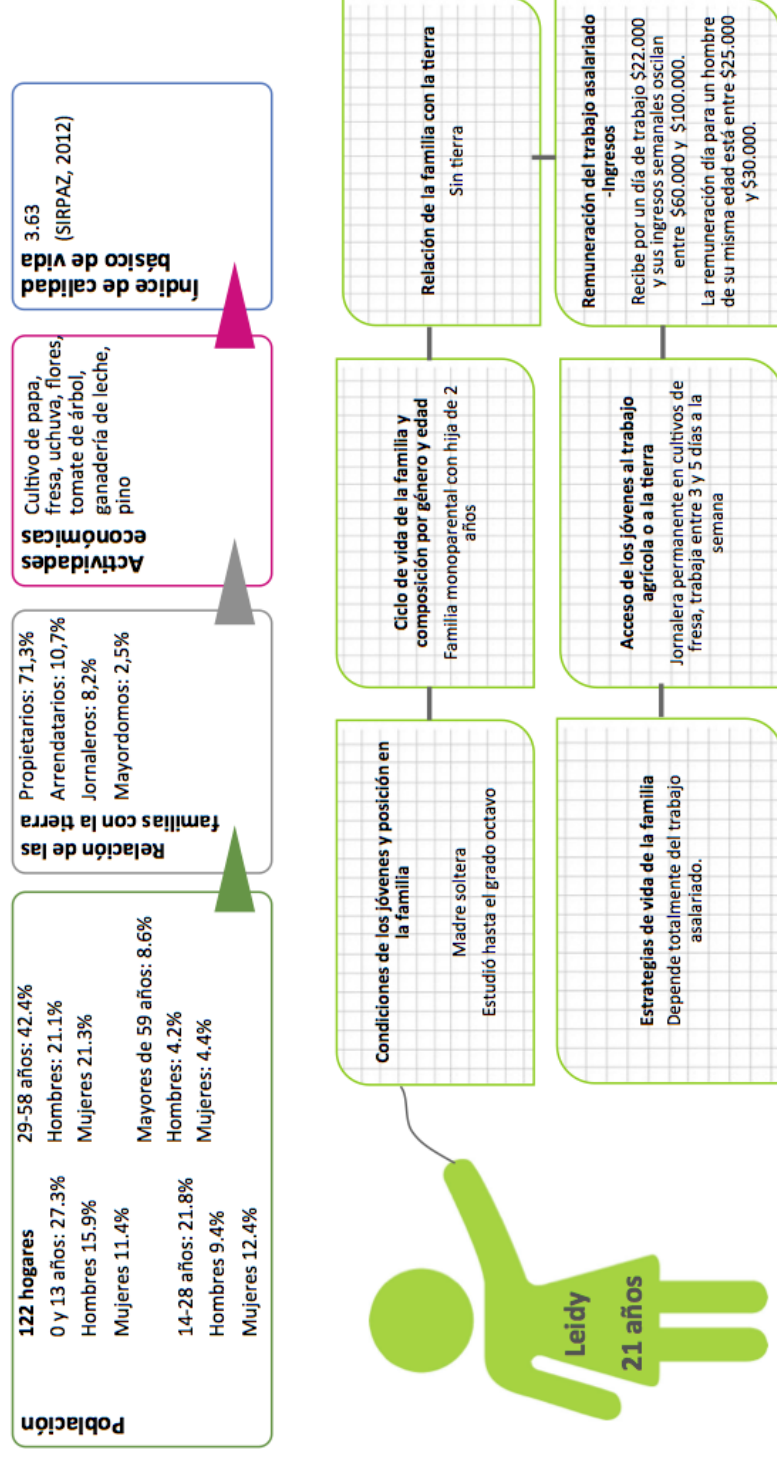 Población
122 hogares
0 y 13 años: 27.3%
Hombres 15.9%
Mujeres 11.4%
14-28 años: 21.8%
Hombres 9.4%
Mujeres 12.4%
29-58 años: 42.4%
Hombres: 21.1%
Mujeres 21.3%
Mayores de 59 años: 8.6%
Hombres: 4.2%
Mujeres: 4.4%
Relación de las
familias con la tierra
Propietarios: 71,3%
Arrendatarios: 10,7%
Jornaleros: 8,2%
Mayordomos: 2,5%
Actividades
económicas
Cultivo de papa,
fresa, uchuva, flores,
tomate de árbol,
ganadería de leche,
pino
Índice de calidad
básico de vida
3.63
(SIRPAZ, 2012)
Leidy
21 años
Condiciones de los jóvenes y posición en
la familia
Madre soltera
Estudió hasta el grado octavo
Ciclo de vida de la familia y
composición por género y edad
Familia monoparental con hija de 2
años
Relación de la familia con la tierra
Sin tierra
Estrategias de vida de la familia
Depende totalmente del trabajo
asalariado.
Acceso de los jóvenes al trabajo
agrícola o a la tierra
Jornalera permanente en cultivos de
fresa, trabaja entre 3 y 5 días a la
semana
Remuneración del trabajo asalariado
-Ingresos
Recibe por un día de trabajo $22.000
y sus ingresos semanales oscilan
entre $60.000 y $100.000.
La remuneración día para un hombre
de su misma edad está entre $25.000
y $30.000.